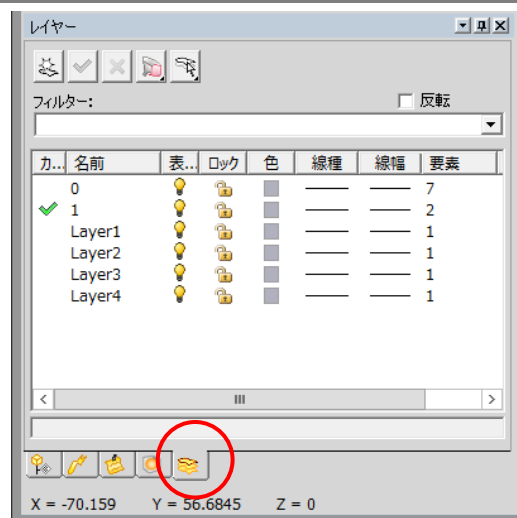 レイヤー
フィルター:
反転
カ... 名前 表... ロック 色 線種 線幅 要素
0 7
1 2
Layer1 1
Layer2 1
Layer3 1
Layer4 1
X = -70.159 Y = 56.6845 Z = 0